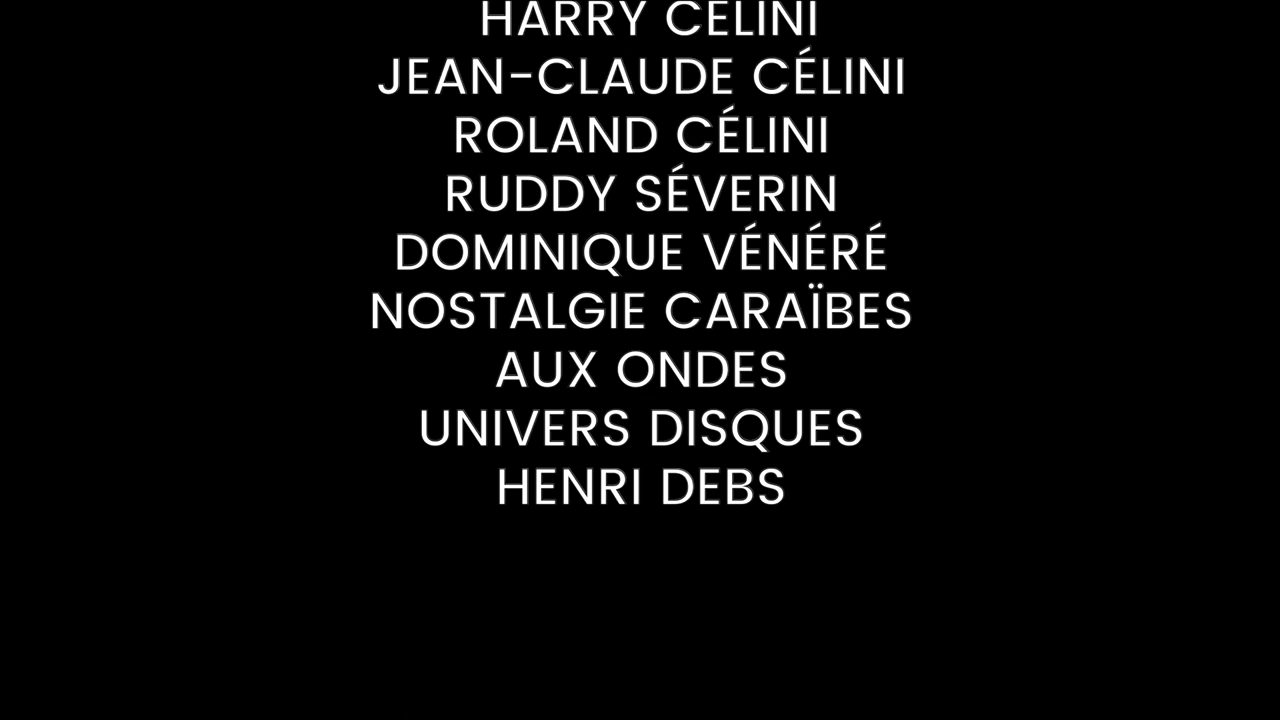 HARRY CÉLINI
JEAN-CLAUDE CÉLINI
ROLAND CÉLINI
RUDDY SÉVERIN
DOMINIQUE VÉNÉRÉ
NOSTALGIE CARAÏBES
AUX ONDES
UNIVERS DISQUES
HENRI DEBS